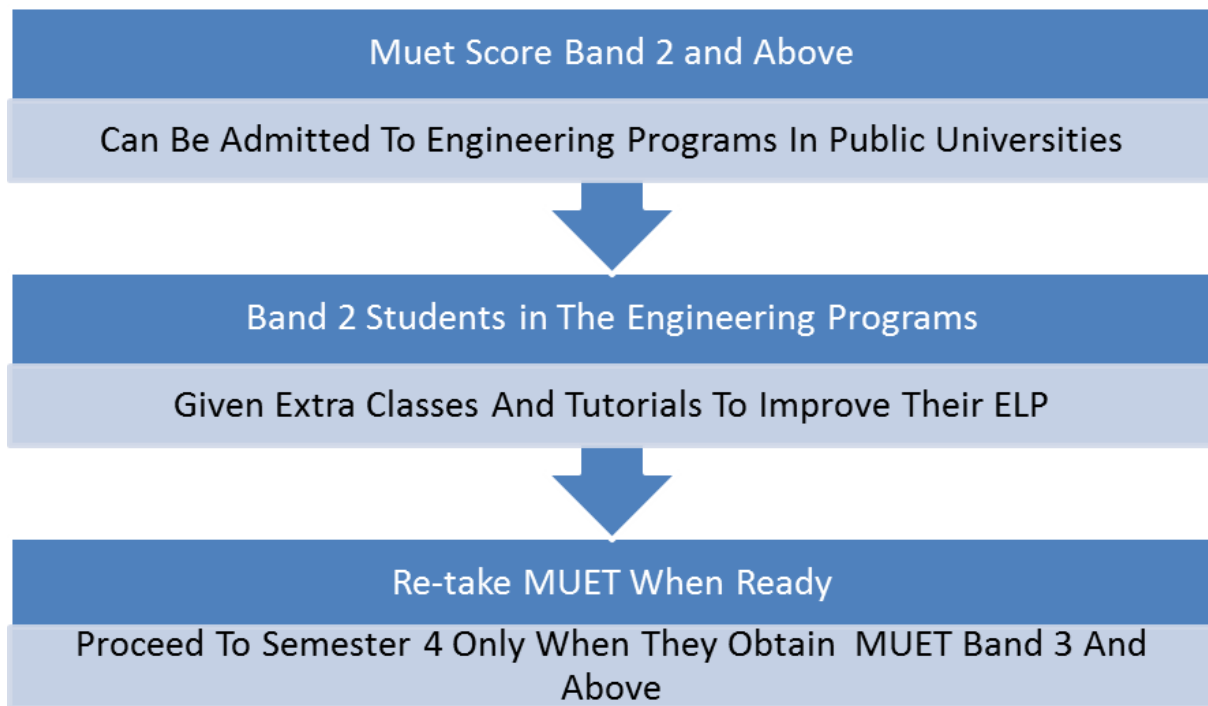 Muet Score Band 2 and Above
Can Be Admitted To Engineering Programs In Public Universities
Band 2 Students in The Engineering Programs
Given Extra Classes And Tutorials To Improve Their ELP
Re-take MUET When Ready
Proceed To Semester 4 Only When They Obtain  MUET Band 3 And
Above